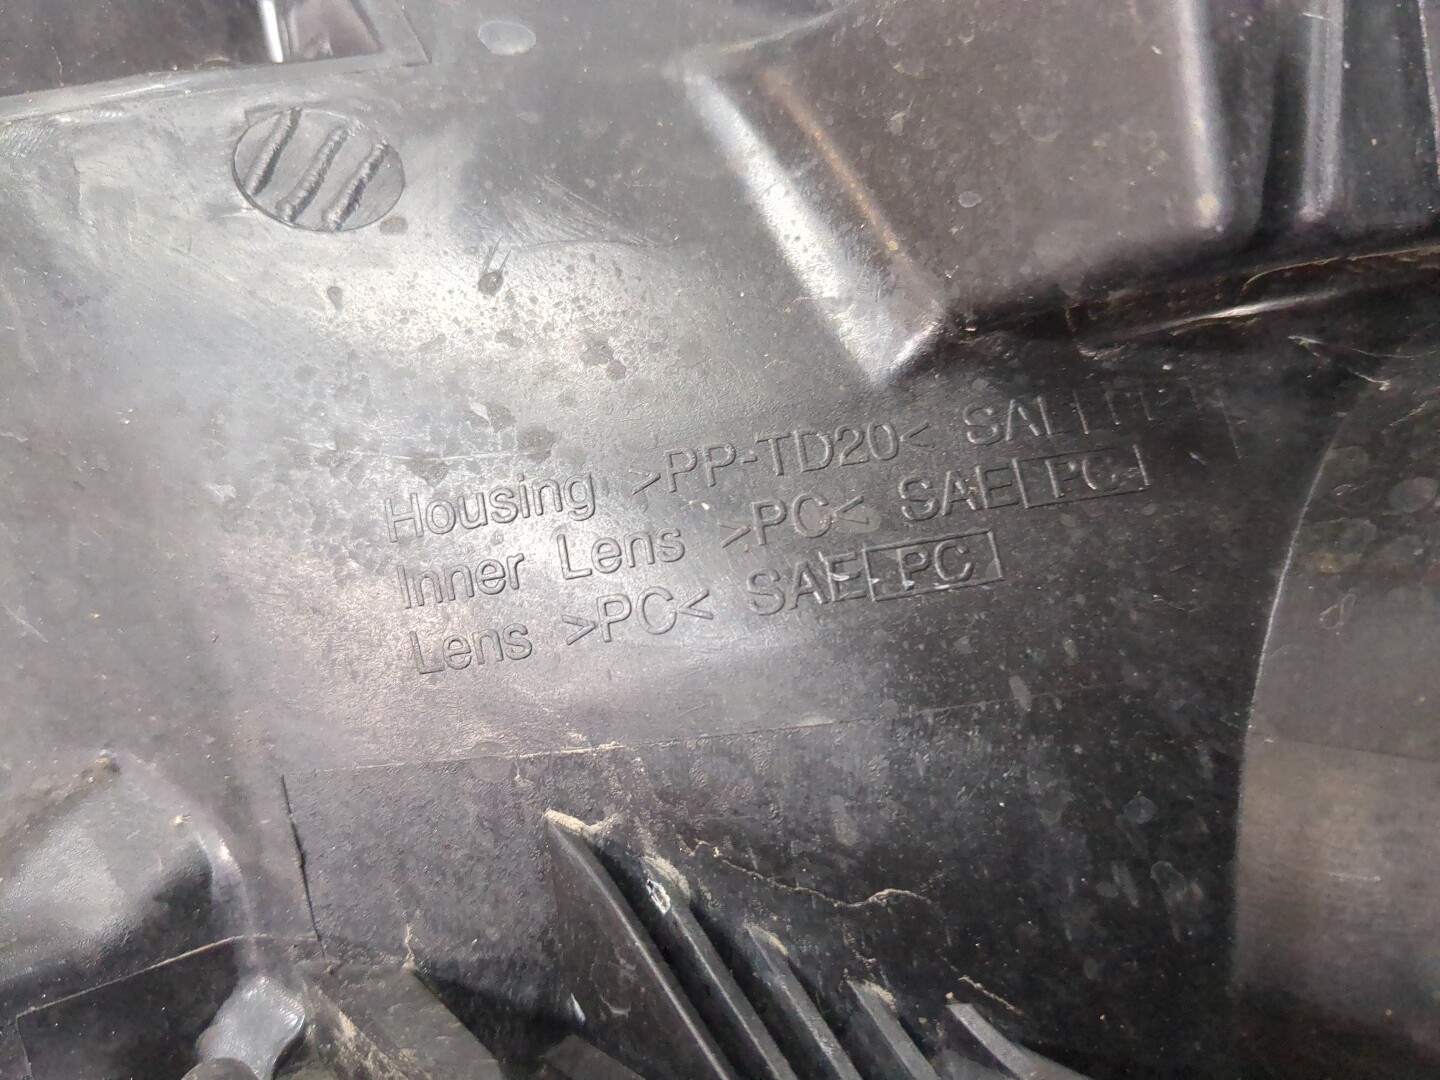 Housing >PP-TD20<
Inner Lens >PC< SAE PC
Lens >PC< SAE PC